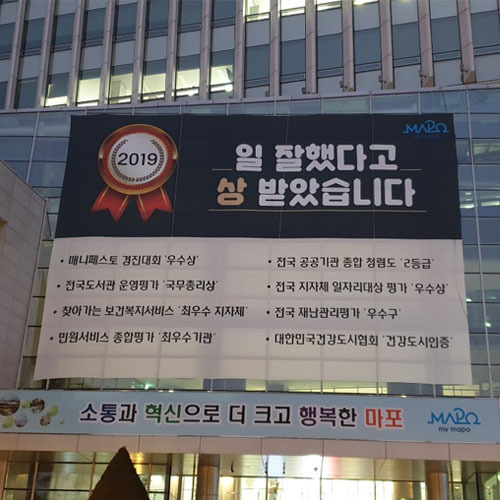 MAPO
my mapo
2019
일 잘했다고
상 받았습니다
• 매니페스토 경진대회 '우수상'
• 전국도서관 운영평가 '국무총리상'
• 찾아가는 보건복지서비스 '최우수 지자체'
• 민원서비스 종합평가 '최우수기관'
• 전국 공공기관 종합 청렴도 '2등급'
• 전국 지자체 일자리대상 평가 '우수상'
• 전국 재난관리평가 '우수구'
• 대한민국건강도시협회 '건강도시인증'
소통과 혁신으로 더 크고 행복한 마포
MAPO
my mapo